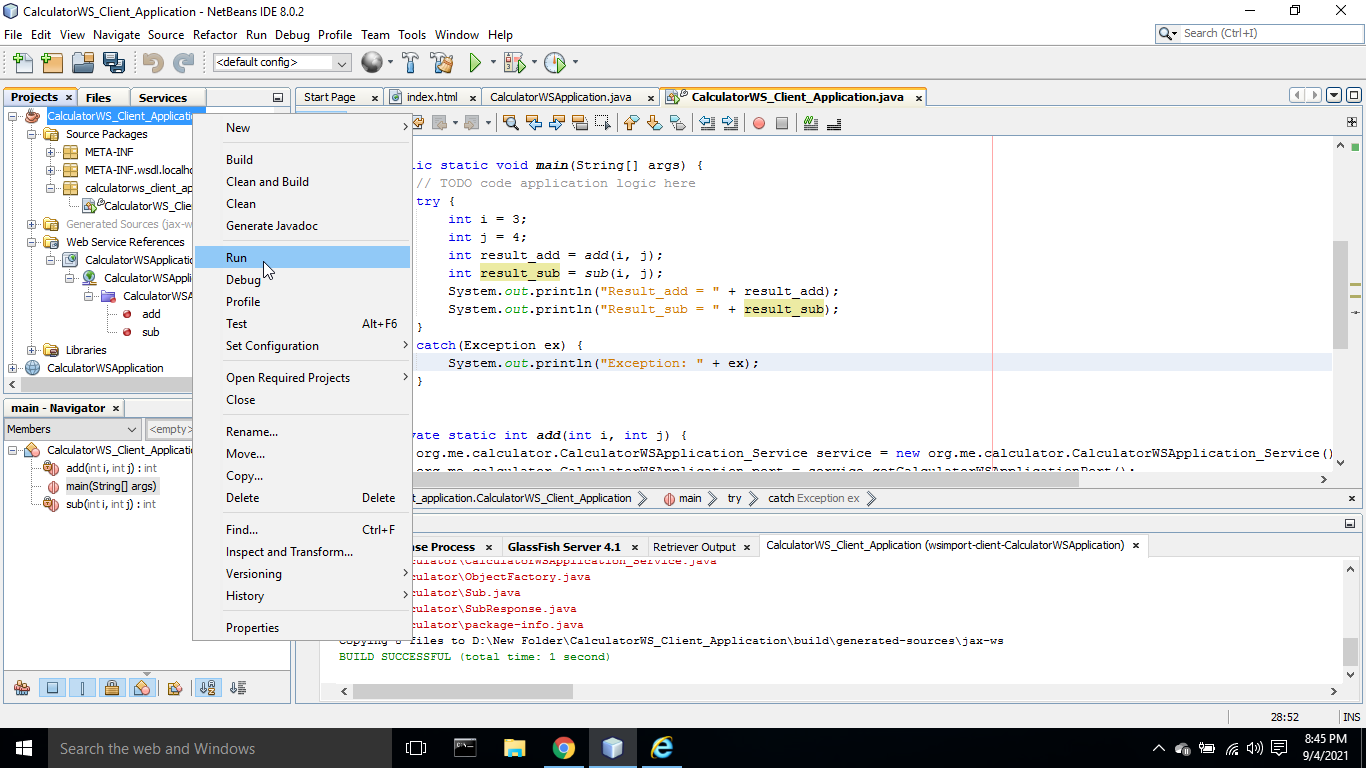 CalculatorWS_Client_Application - NetBeans IDE 8.0.2
File Edit View Navigate Source Refactor Run Debug Profile Team Tools Window Help
Search (Ctrl+I)
<default config>
Projects Files Services
Start Page index.html CalculatorWSApplication.java CalculatorWS_Client_Application.java
CalculatorWS_Client_Applicatio
Source Packages
META-INF
META-INF.wsdl.localho
calculatorws_client_ap
CalculatorWS_Clie
Generated Sources (jax-w
Web Service References
CalculatorWSApplicatio
CalculatorWSAppli
CalculatorWSA
add
sub
Libraries
CalculatorWSApplication
New
Build
Clean and Build
Clean
Generate Javadoc
Run
Debug
Profile
Test Alt+F6
Set Configuration
Open Required Projects
Close
Rename...
Move...
Copy...
Delete Delete
Find... Ctrl+F
Inspect and Transform...
Versioning
History
Properties
lic static void main(String[] args) {
// TODO code application logic here
try {
int i = 3;
int j = 4;
int result_add = add(i, j);
int result_sub = sub(i, j);
System.out.println("Result_add = " + result_add);
System.out.println("Result_sub = " + result_sub);
}
catch(Exception ex) {
System.out.println("Exception: " + ex);
}
vate static int add(int i, int j) {
org.me.calculator.CalculatorWSApplication_Service service = new org.me.calculator.CalculatorWSApplication_Service()
org.me.calculator.CalculatorWSApplication port = service.getCalculatorWSApplicationPort();
t_application.CalculatorWS_Client_Application main try catch Exception ex
main - Navigator
Members <empty>
CalculatorWS_Client_Applicatio
add(int i, int j) : int
main(String[] args)
sub(int i, int j) : int
se Process GlassFish Server 4.1 Retriever Output CalculatorWS_Client_Application (wsimport-client-CalculatorWSApplication)
culator\CalculatorWSApplication_Service.java
culator\ObjectFactory.java
culator\Sub.java
culator\SubResponse.java
culator\package-info.java
files to D:\New Folder\CalculatorWS_Client_Application\build\generated-sources\jax-ws
BUILD SUCCESSFUL (total time: 1 second)
28:52 INS
Search the web and Windows
8:45 PM
9/4/2021